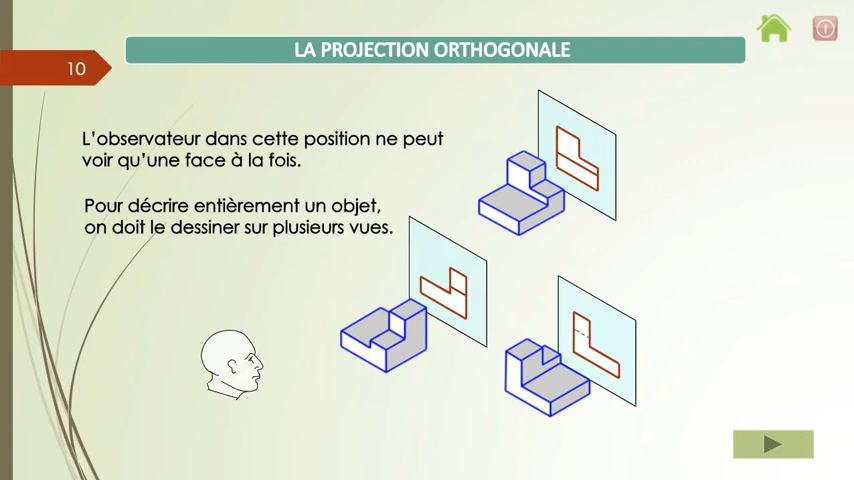 LA PROJECTION ORTHOGONALE
10
L'observateur dans cette position ne peut
voir qu'une face à la fois.
Pour décrire entièrement un objet,
on doit le dessiner sur plusieurs vues.